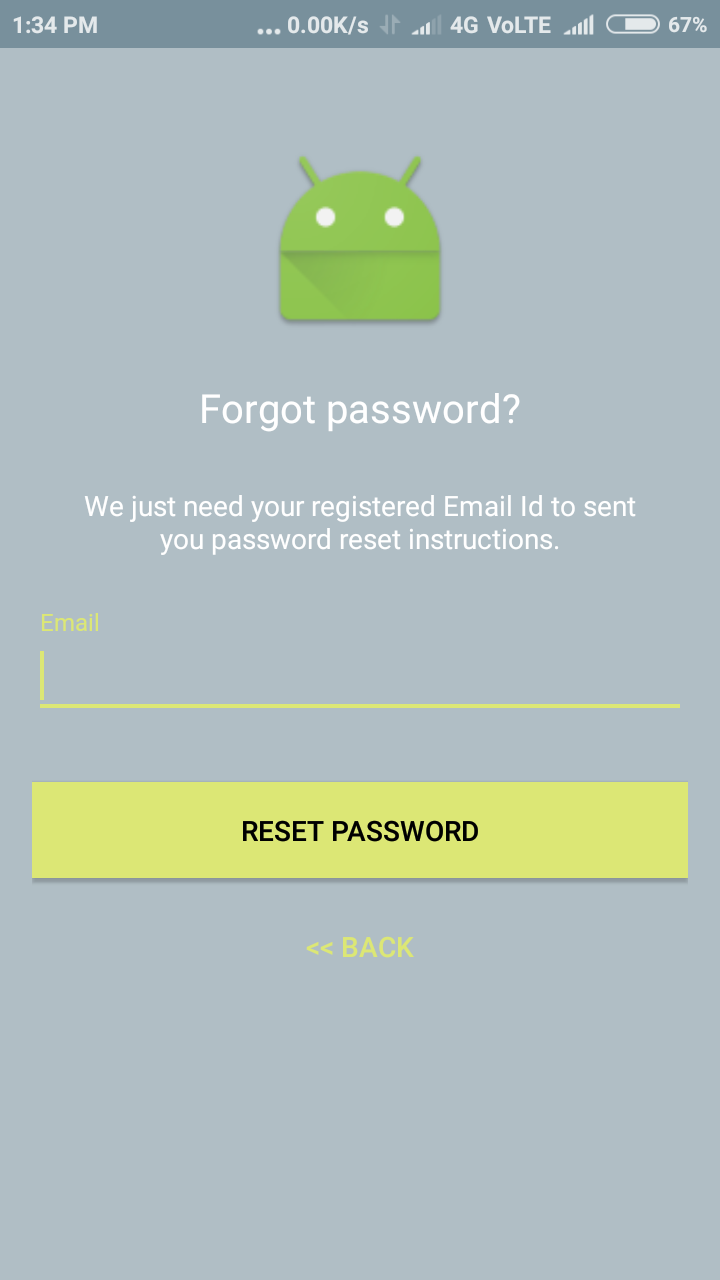 1:34 PM ... 0.00K/s 4G VoLTE 67%
Forgot password?
We just need your registered Email Id to sent
you password reset instructions.
Email
RESET PASSWORD
<< BACK